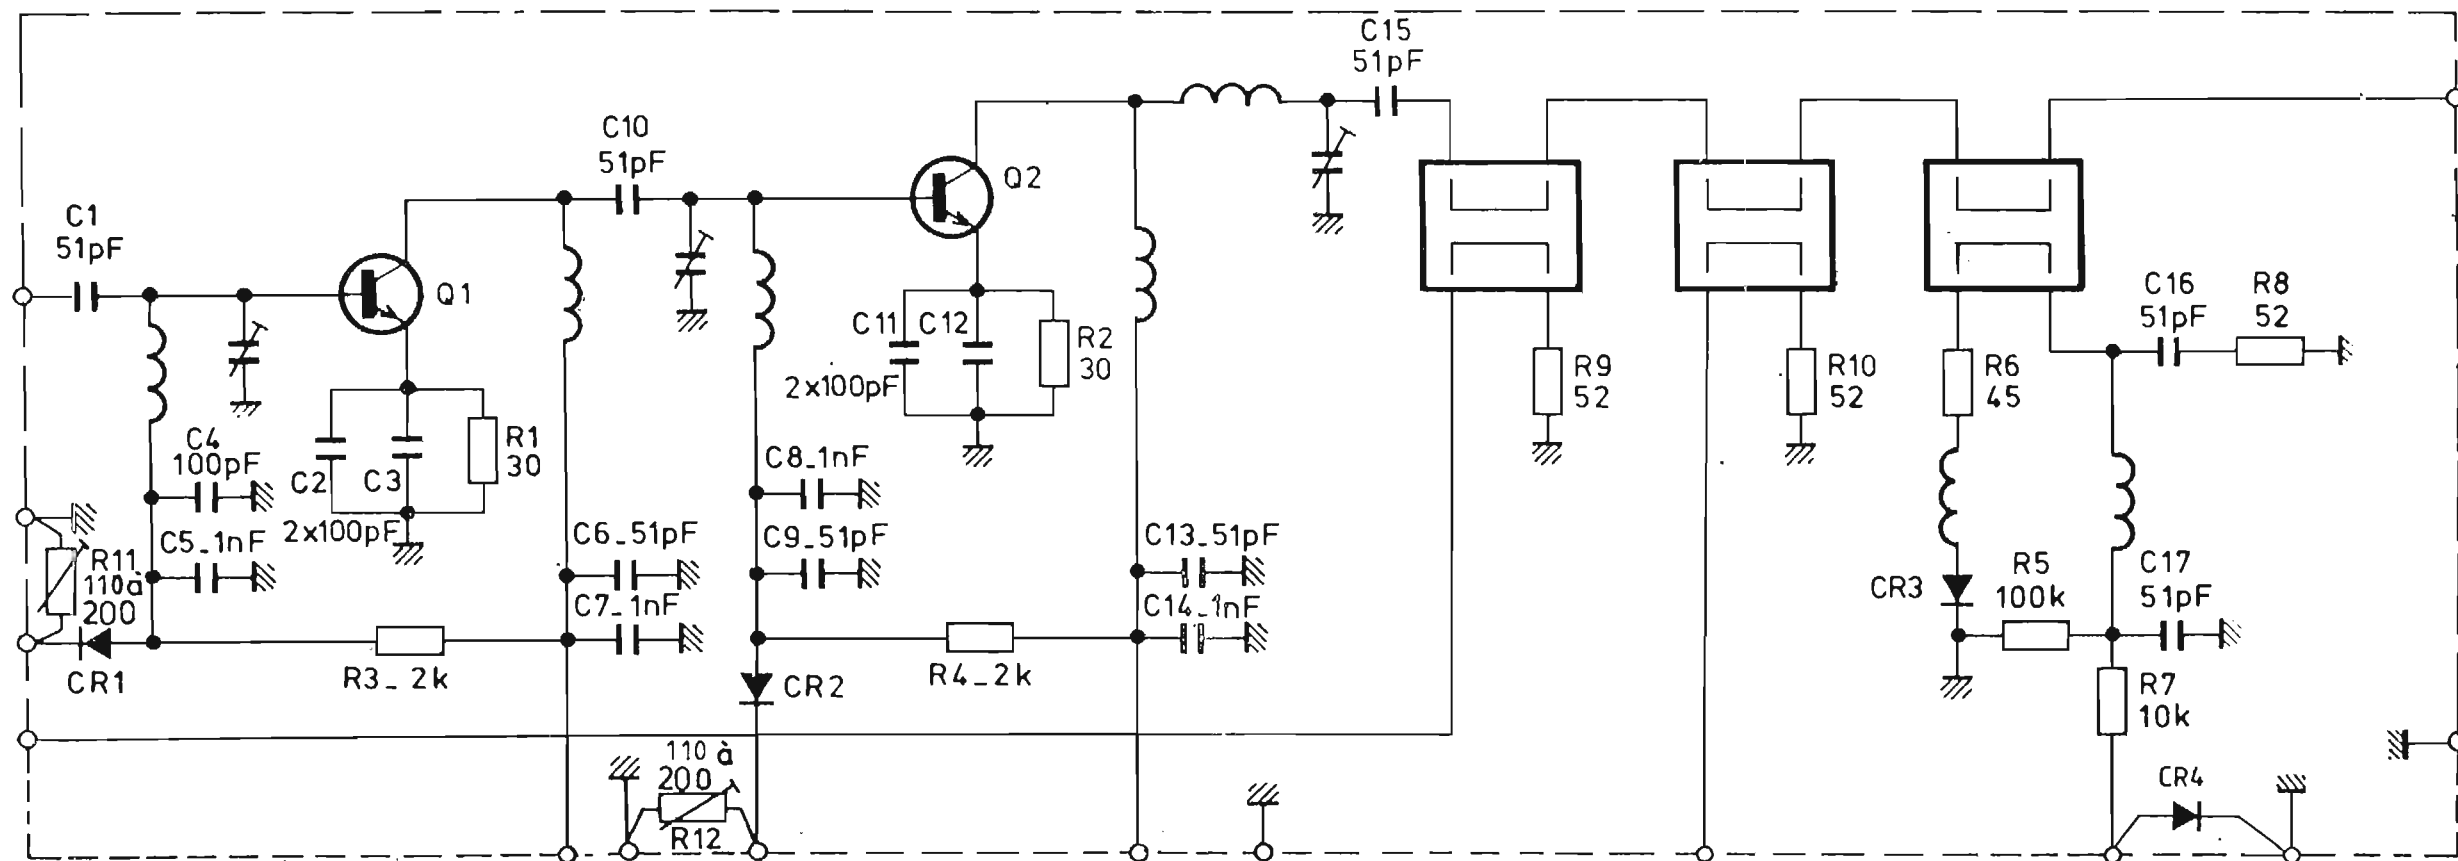 C1
51pF
Q1
C4
100pF
C5_1nF
R11
110à
200
CR1
C2
C3
2x100pF
R1
30
R3_2k
C10
51pF
C6_51pF
C7_1nF
C8_1nF
C9_51pF
CR2
110 à
200
R12
Q2
C11
C12
2x100pF
R2
30
R4_2k
C13_51pF
C14_1nF
C15
51pF
R9
52
R10
52
R6
45
C16
51pF
R8
52
CR3
R5
100k
C17
51pF
R7
10k
CR4